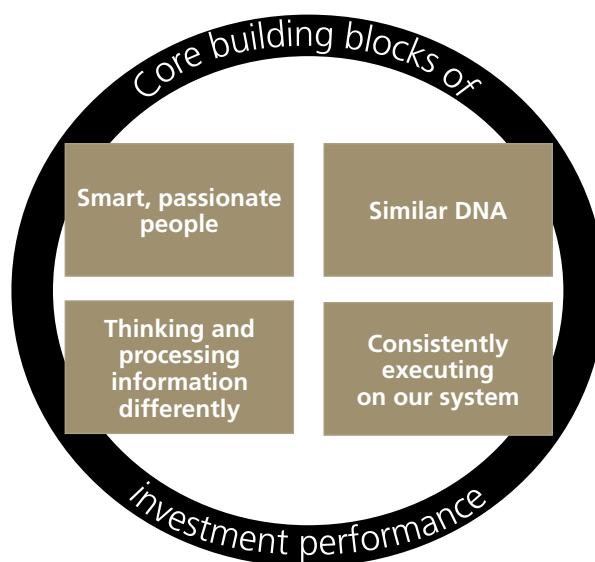 Core building blocks of
Smart, passionate
people
Similar DNA
Thinking and
processing
information
differently
Consistently
executing
on our system
investment performance